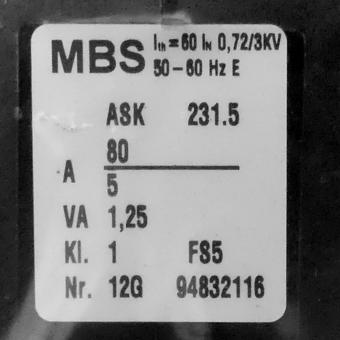 MBS Ith=60 IN 0,72/3KV
50-60 Hz E
ASK 231.5
A 80/5
VA 1,25
Kl. 1 FS5
Nr. 12G 94832116